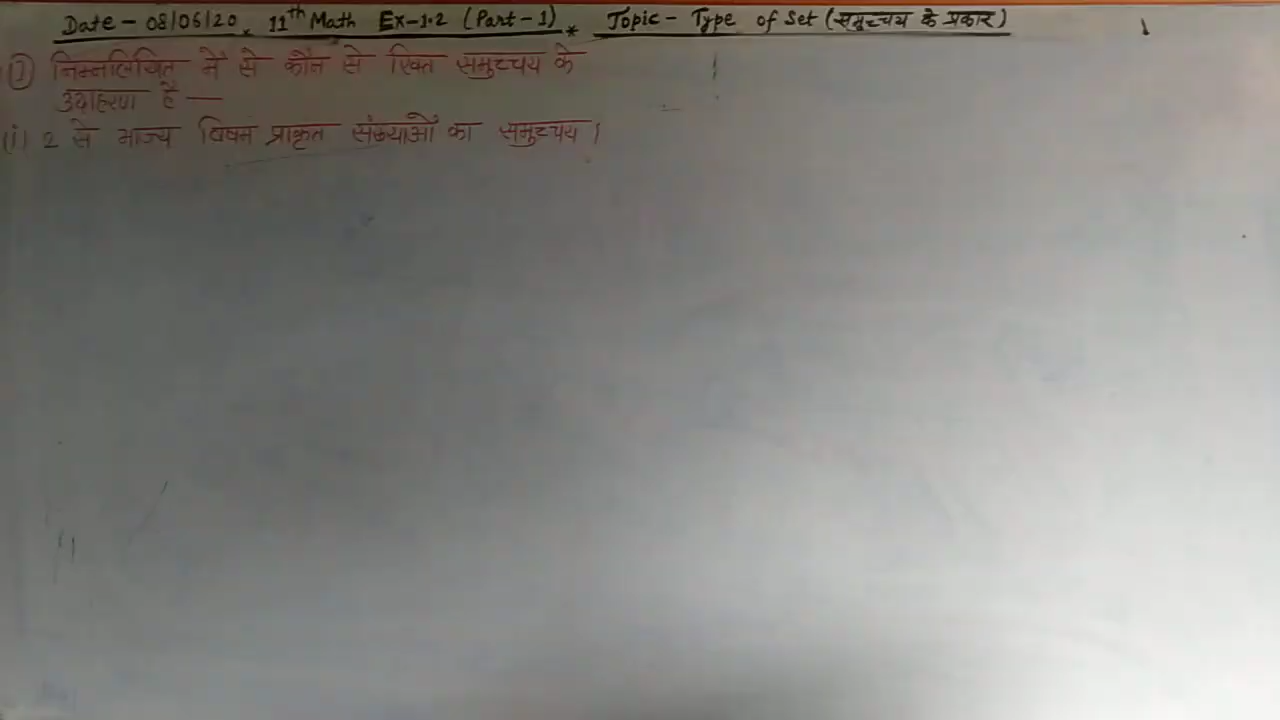 Date - 08/06/20 × 11th Math Ex-1.2 (Part-1) * Topic - Type of Set (समुच्चय के प्रकार) 1
① निम्नलिखित में से कौन से रिक्त समुच्चय के
उदाहरण है —
(i) 2 से भाज्य विषम प्राकृत संख्याओं का समुच्चय ।